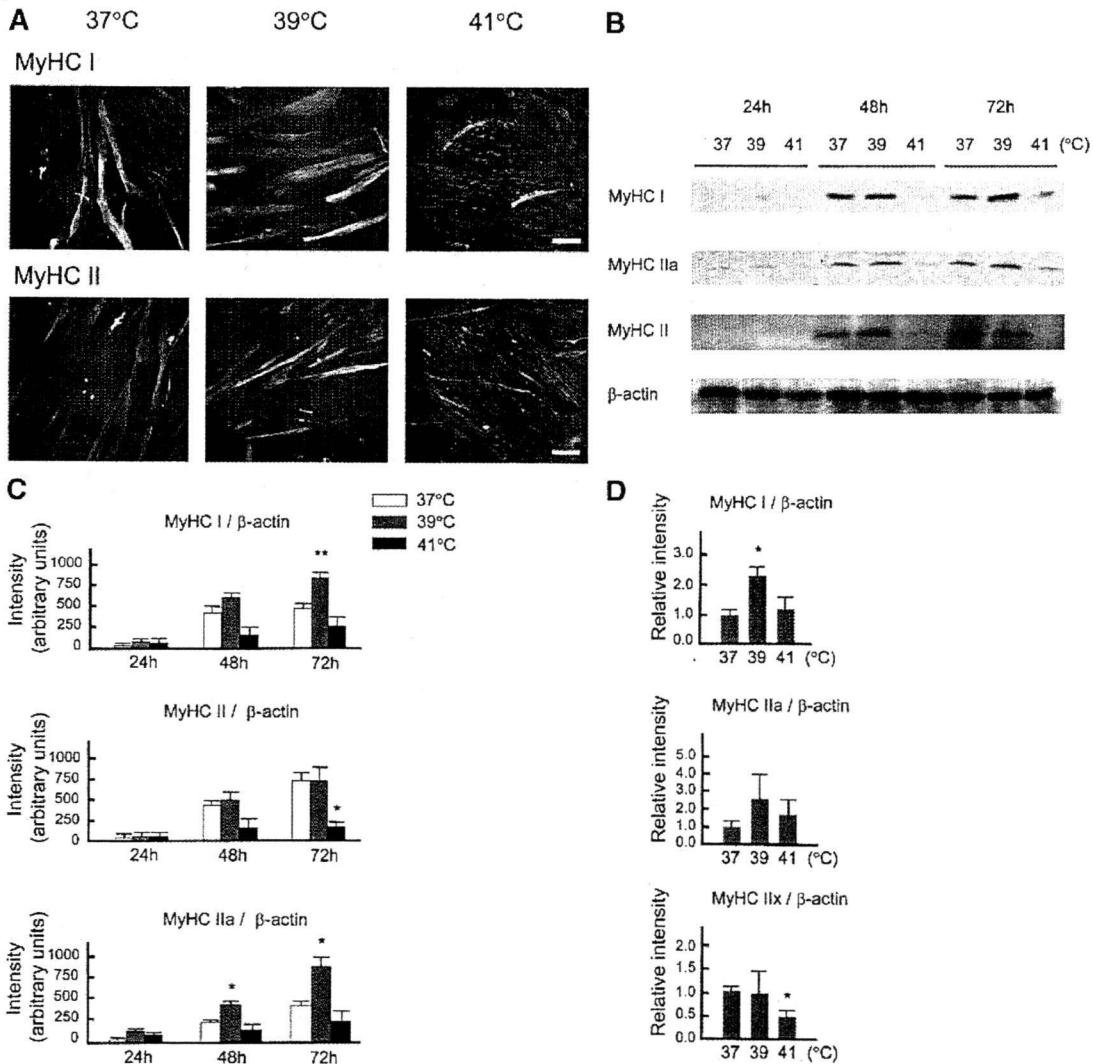 A
37°C 39°C 41°C
MyHC I
MyHC II
B
24h 48h 72h
37 39 41 37 39 41 37 39 41 (°C)
MyHC I
MyHC IIa
MyHC II
β-actin
C
37°C
39°C
41°C
MyHC I / β-actin
Intensity
(arbitrary units)
1000
750
500
250
0
**
24h 48h 72h
MyHC II / β-actin
Intensity
(arbitrary units)
1000
750
500
250
0
*
24h 48h 72h
MyHC IIa / β-actin
Intensity
(arbitrary units)
1000
750
500
250
0
* *
24h 48h 72h
D
MyHC I / β-actin
Relative intensity
3.0
2.0
1.0
0.0
*
37 39 41 (°C)
MyHC IIa / β-actin
Relative intensity
5.0
4.0
3.0
2.0
1.0
0.0
37 39 41 (°C)
MyHC IIx / β-actin
Relative intensity
2.0
1.5
1.0
0.5
0.0
*
37 39 41 (°C)